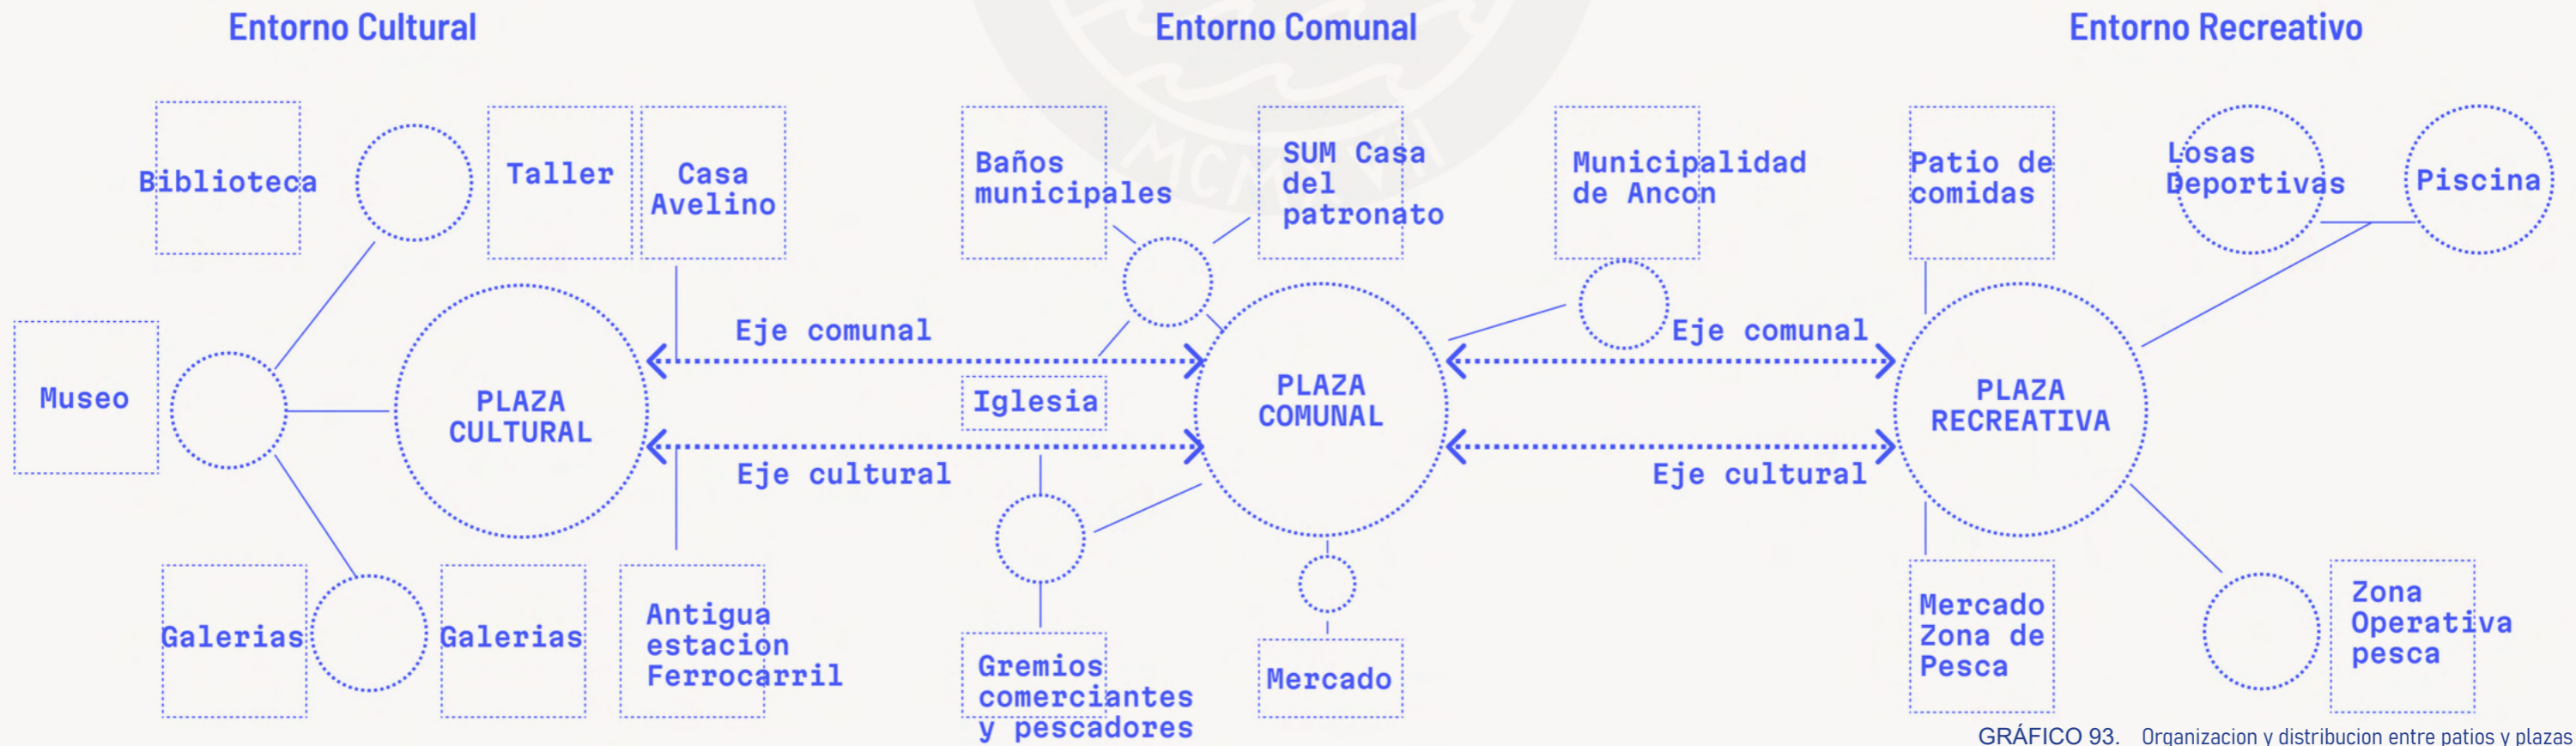 Entorno Cultural
Entorno Comunal
Entorno Recreativo
Biblioteca
Taller
Casa
Avelino
Museo
PLAZA
CULTURAL
Galerias
Galerias
Antigua
estacion
Ferrocarril
Eje comunal
Eje cultural
Baños
municipales
SUM Casa
del
patronato
Municipalidad
de Ancon
Iglesia
PLAZA
COMUNAL
Gremios
comerciantes
y pescadores
Mercado
Eje comunal
Eje cultural
Patio de
comidas
Losas
Deportivas
Piscina
PLAZA
RECREATIVA
Mercado
Zona de
Pesca
Zona
Operativa
pesca
GRÁFICO 93. Organizacion y distribucion entre patios y plazas